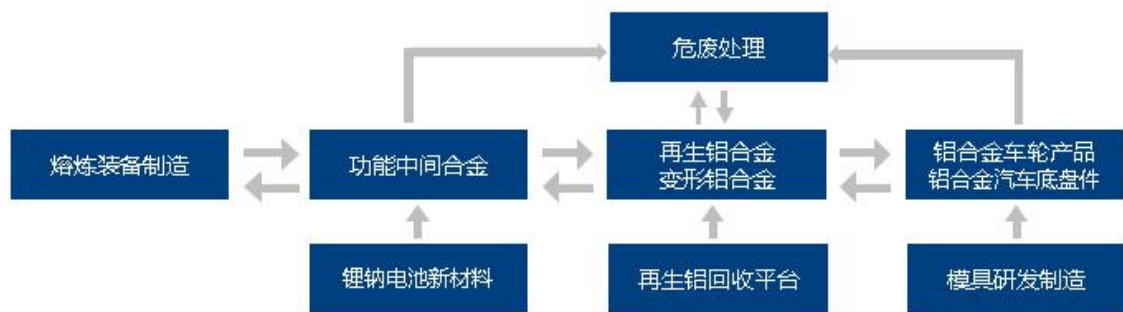 危废处理
熔炼装备制造
功能中间合金
再生铝合金
变形铝合金
铝合金车轮产品
铝合金汽车底盘件
锂钠电池新材料
再生铝回收平台
模具研发制造